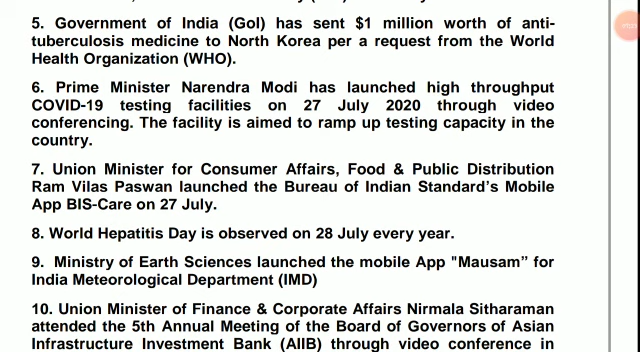 5. Government of India (GoI) has sent $1 million worth of anti-
tuberculosis medicine to North Korea per a request from the World
Health Organization (WHO).
6. Prime Minister Narendra Modi has launched high throughput
COVID-19 testing facilities on 27 July 2020 through video
conferencing. The facility is aimed to ramp up testing capacity in the
country.
7. Union Minister for Consumer Affairs, Food & Public Distribution
Ram Vilas Paswan launched the Bureau of Indian Standard's Mobile
App BIS-Care on 27 July.
8. World Hepatitis Day is observed on 28 July every year.
9. Ministry of Earth Sciences launched the mobile App "Mausam” for
India Meteorological Department (IMD)
10. Union Minister of Finance & Corporate Affairs Nirmala Sitharaman
attended the 5th Annual Meeting of the Board of Governors of Asian
Infrastructure Investment Bank (AIIB) through video conference in